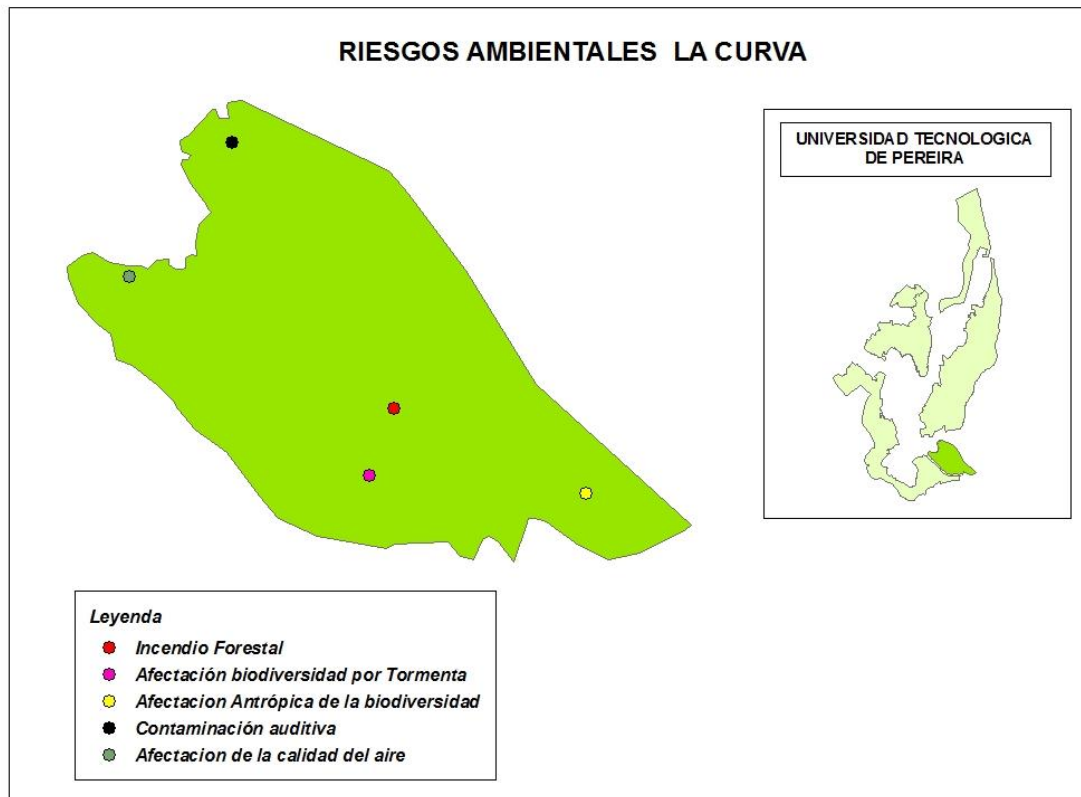 RIESGOS AMBIENTALES LA CURVA
UNIVERSIDAD TECNOLOGICA
DE PEREIRA
Leyenda
Incendio Forestal
Afectación biodiversidad por Tormenta
Afectacion Antrópica de la biodiversidad
Contaminación auditiva
Afectacion de la calidad del aire